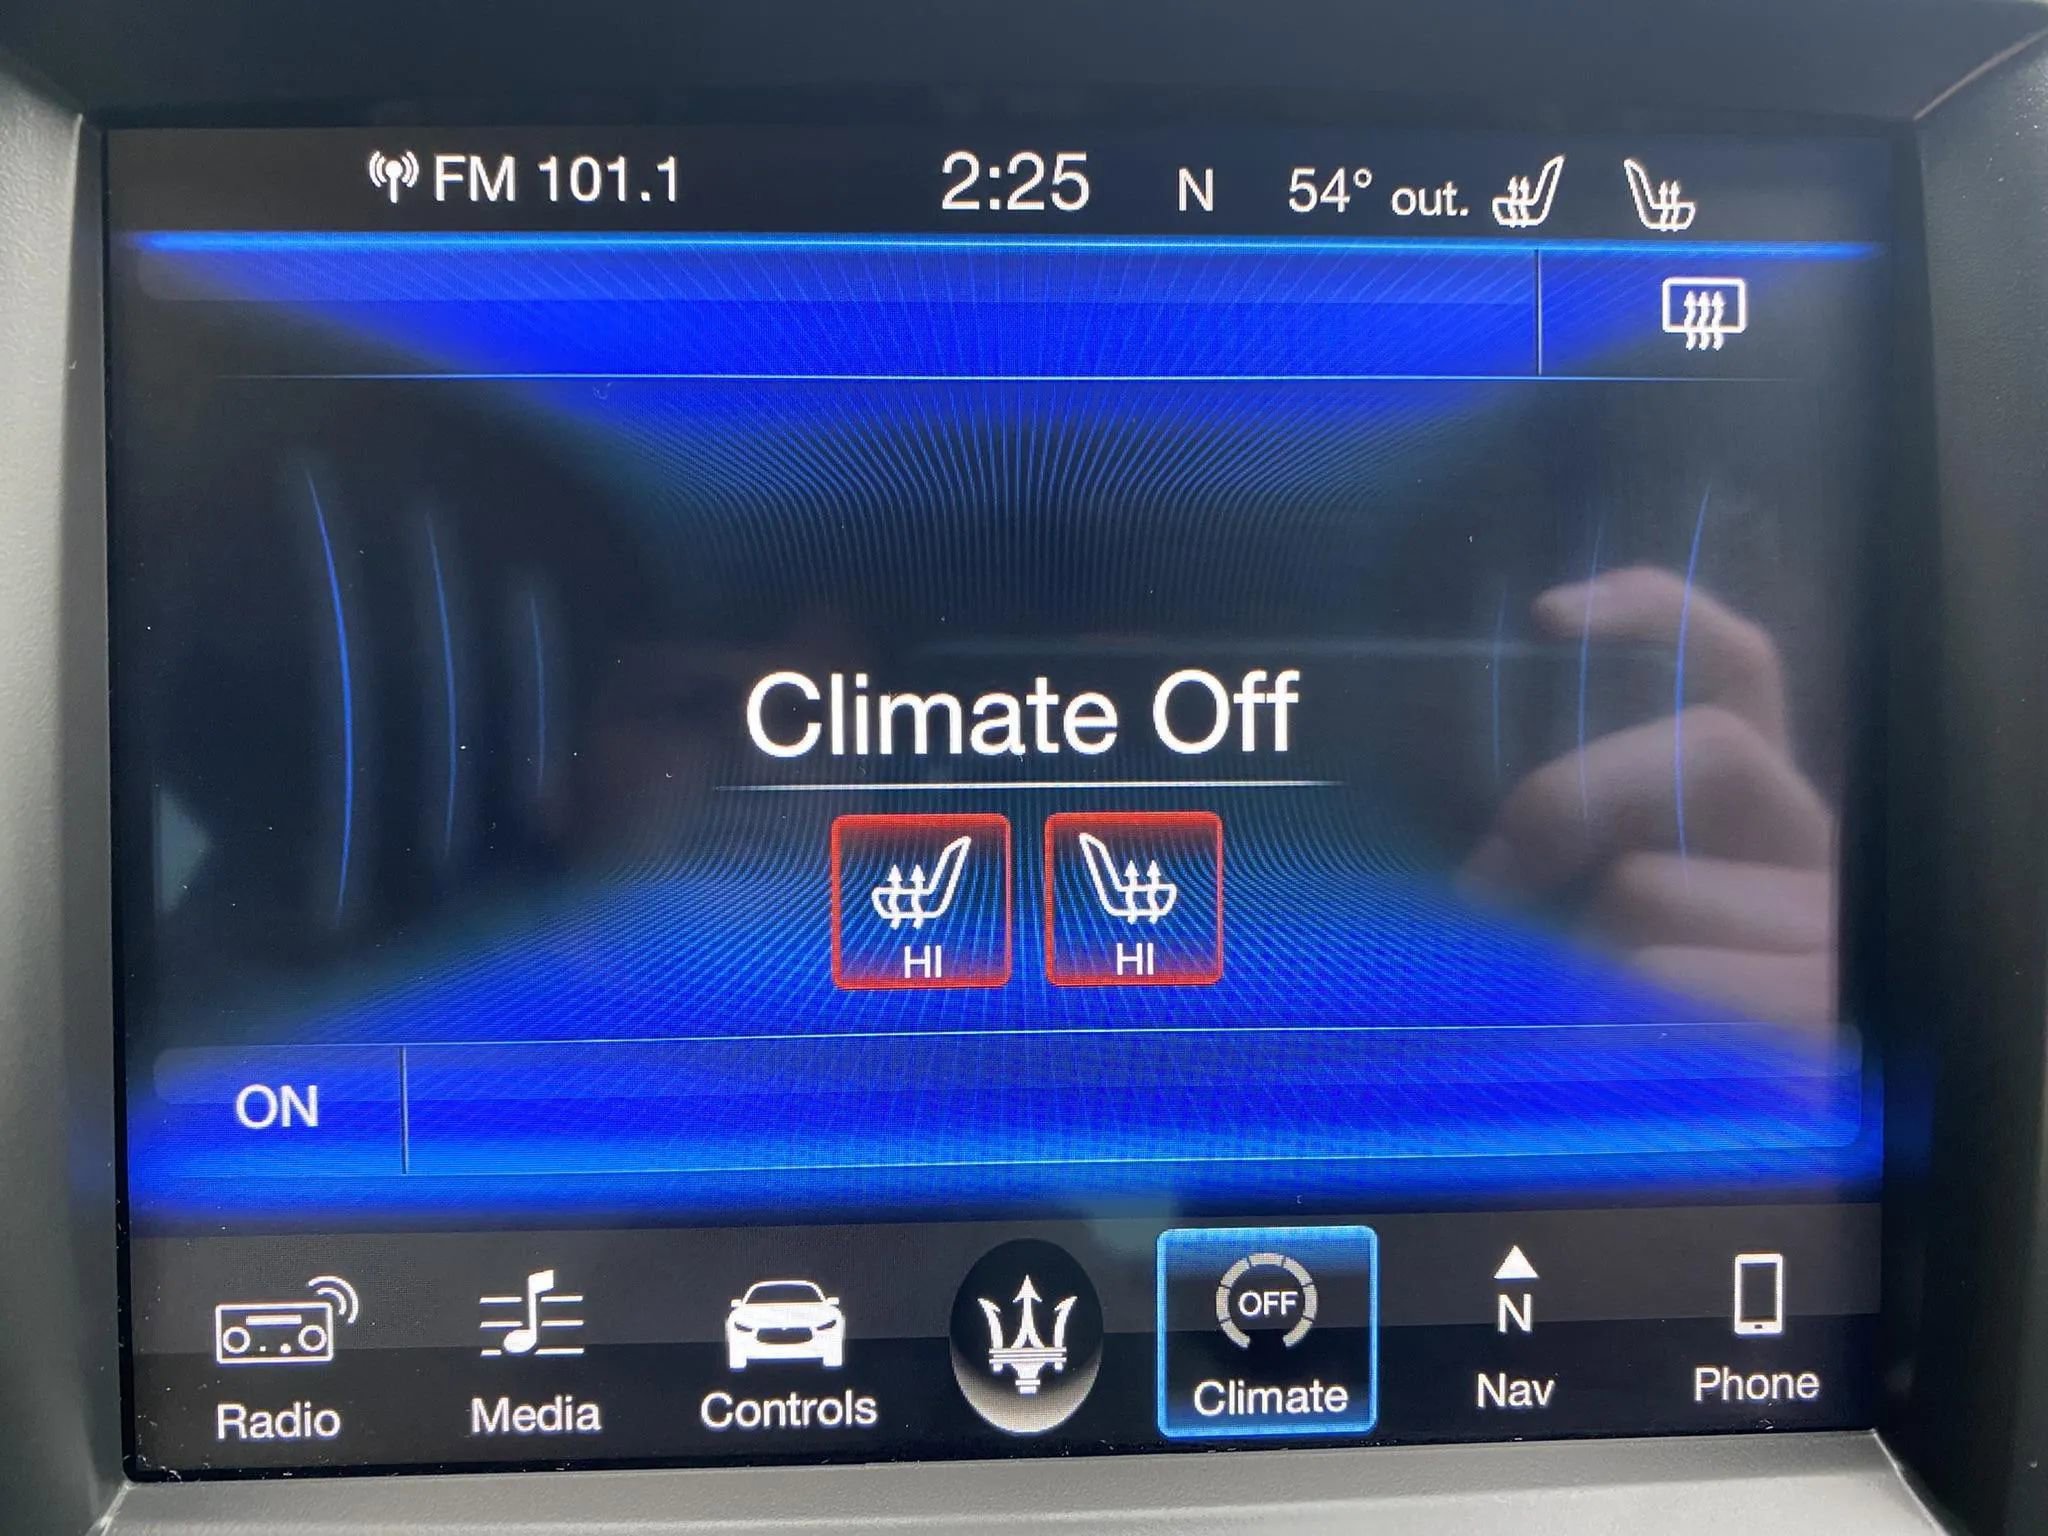 FM 101.1 2:25 N 54° out.
Climate Off
HI HI
ON
OFF N
Radio Media Controls Climate Nav Phone